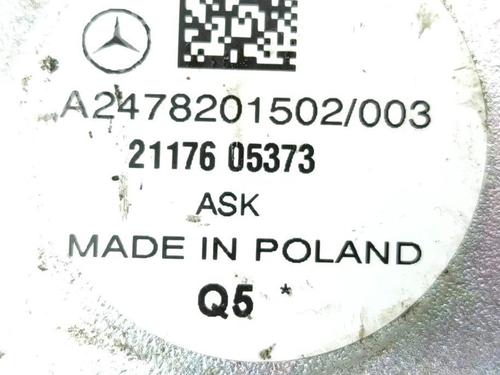 A2478201502/003
21176 05373
ASK
MADE IN POLAND
Q5 *